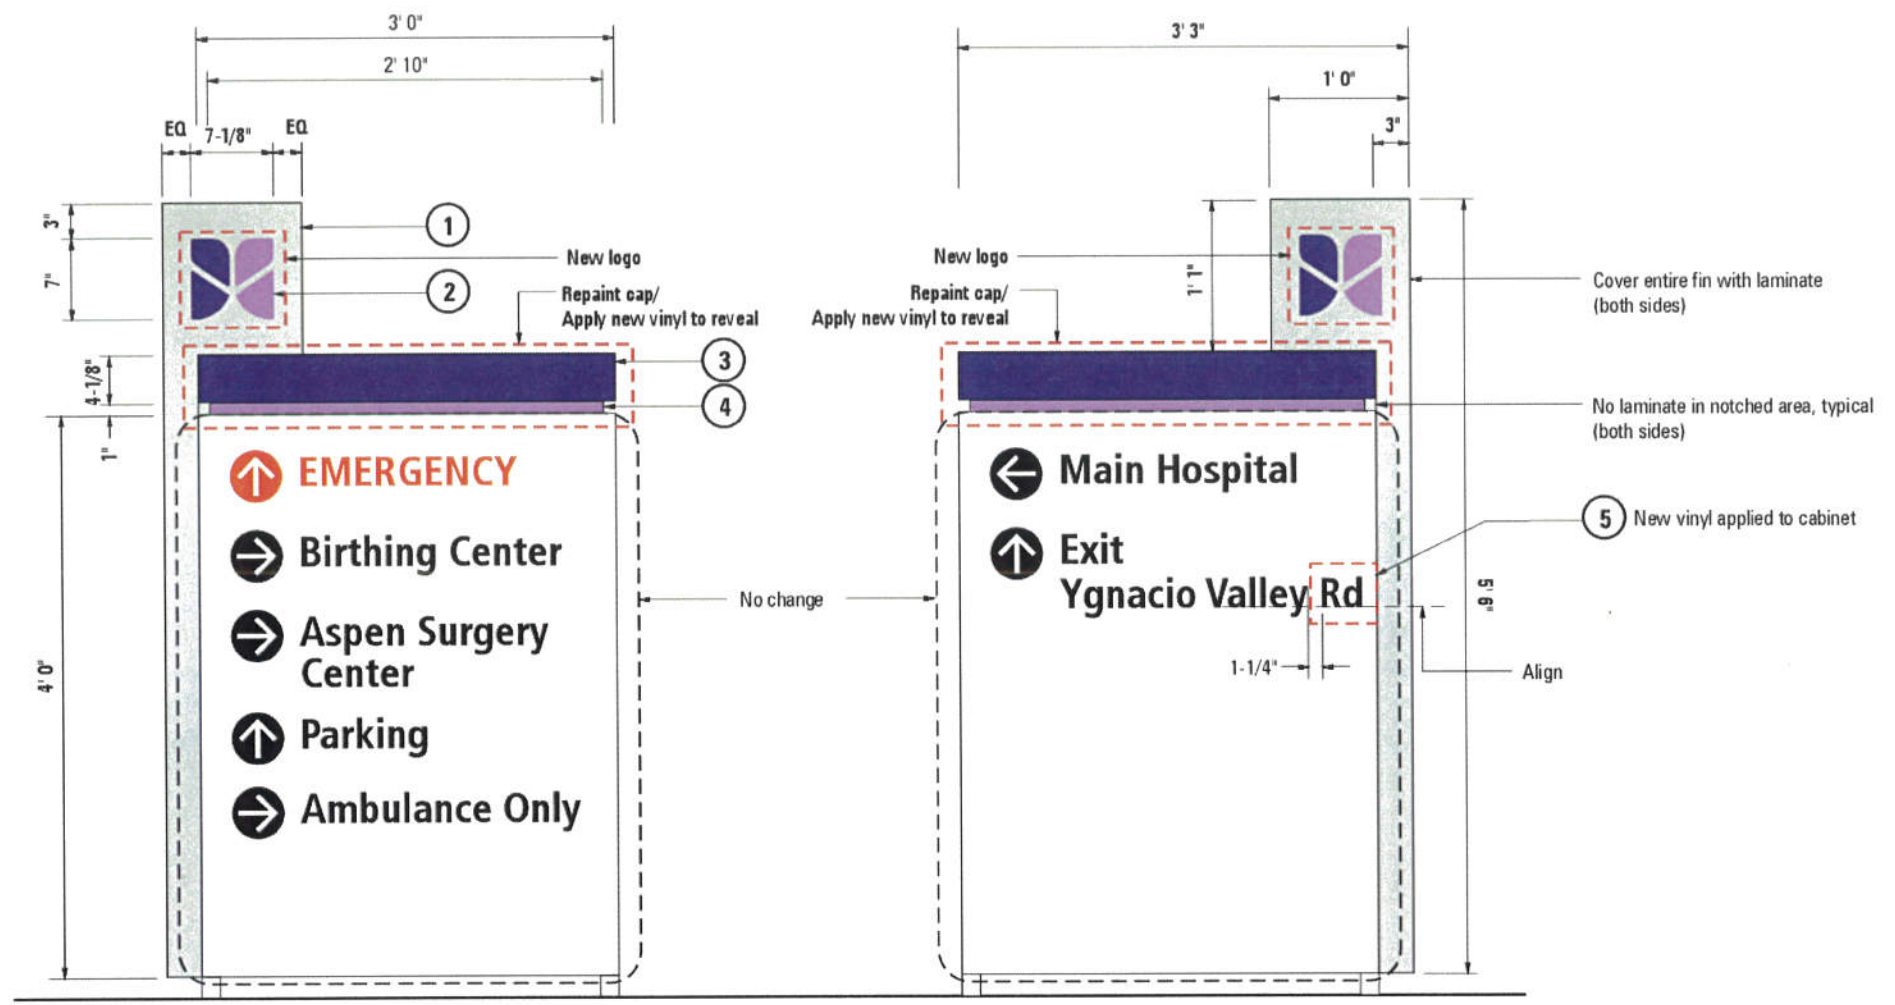 3' 0"
2' 10"
EQ
7-1/8"
EQ
3"
7"
4-1/8"
1"
4' 0"
1
New logo
2
Repaint cap/
Apply new vinyl to reveal
3
4
EMERGENCY
Birthing Center
Aspen Surgery
Center
Parking
Ambulance Only
No change
3' 3"
1' 0"
3"
1' 1"
New logo
Repaint cap/
Apply new vinyl to reveal
Cover entire fin with laminate
(both sides)
No laminate in notched area, typical
(both sides)
Main Hospital
Exit
Ygnacio Valley Rd
5 New vinyl applied to cabinet
5' 6"
1-1/4"
Align